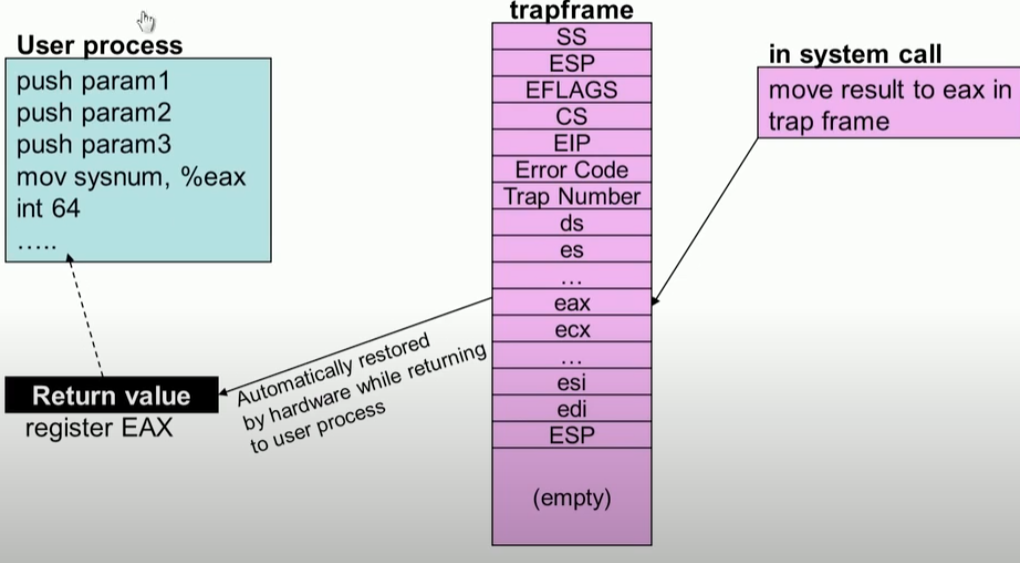 User process
push param1
push param2
push param3
mov sysnum, %eax
int 64
.....
Return value
register EAX
Automatically restored
by hardware while returning
to user process
trapframe
SS
ESP
EFLAGS
CS
EIP
Error Code
Trap Number
ds
es
...
eax
ecx
...
esi
edi
ESP
(empty)
in system call
move result to eax in
trap frame